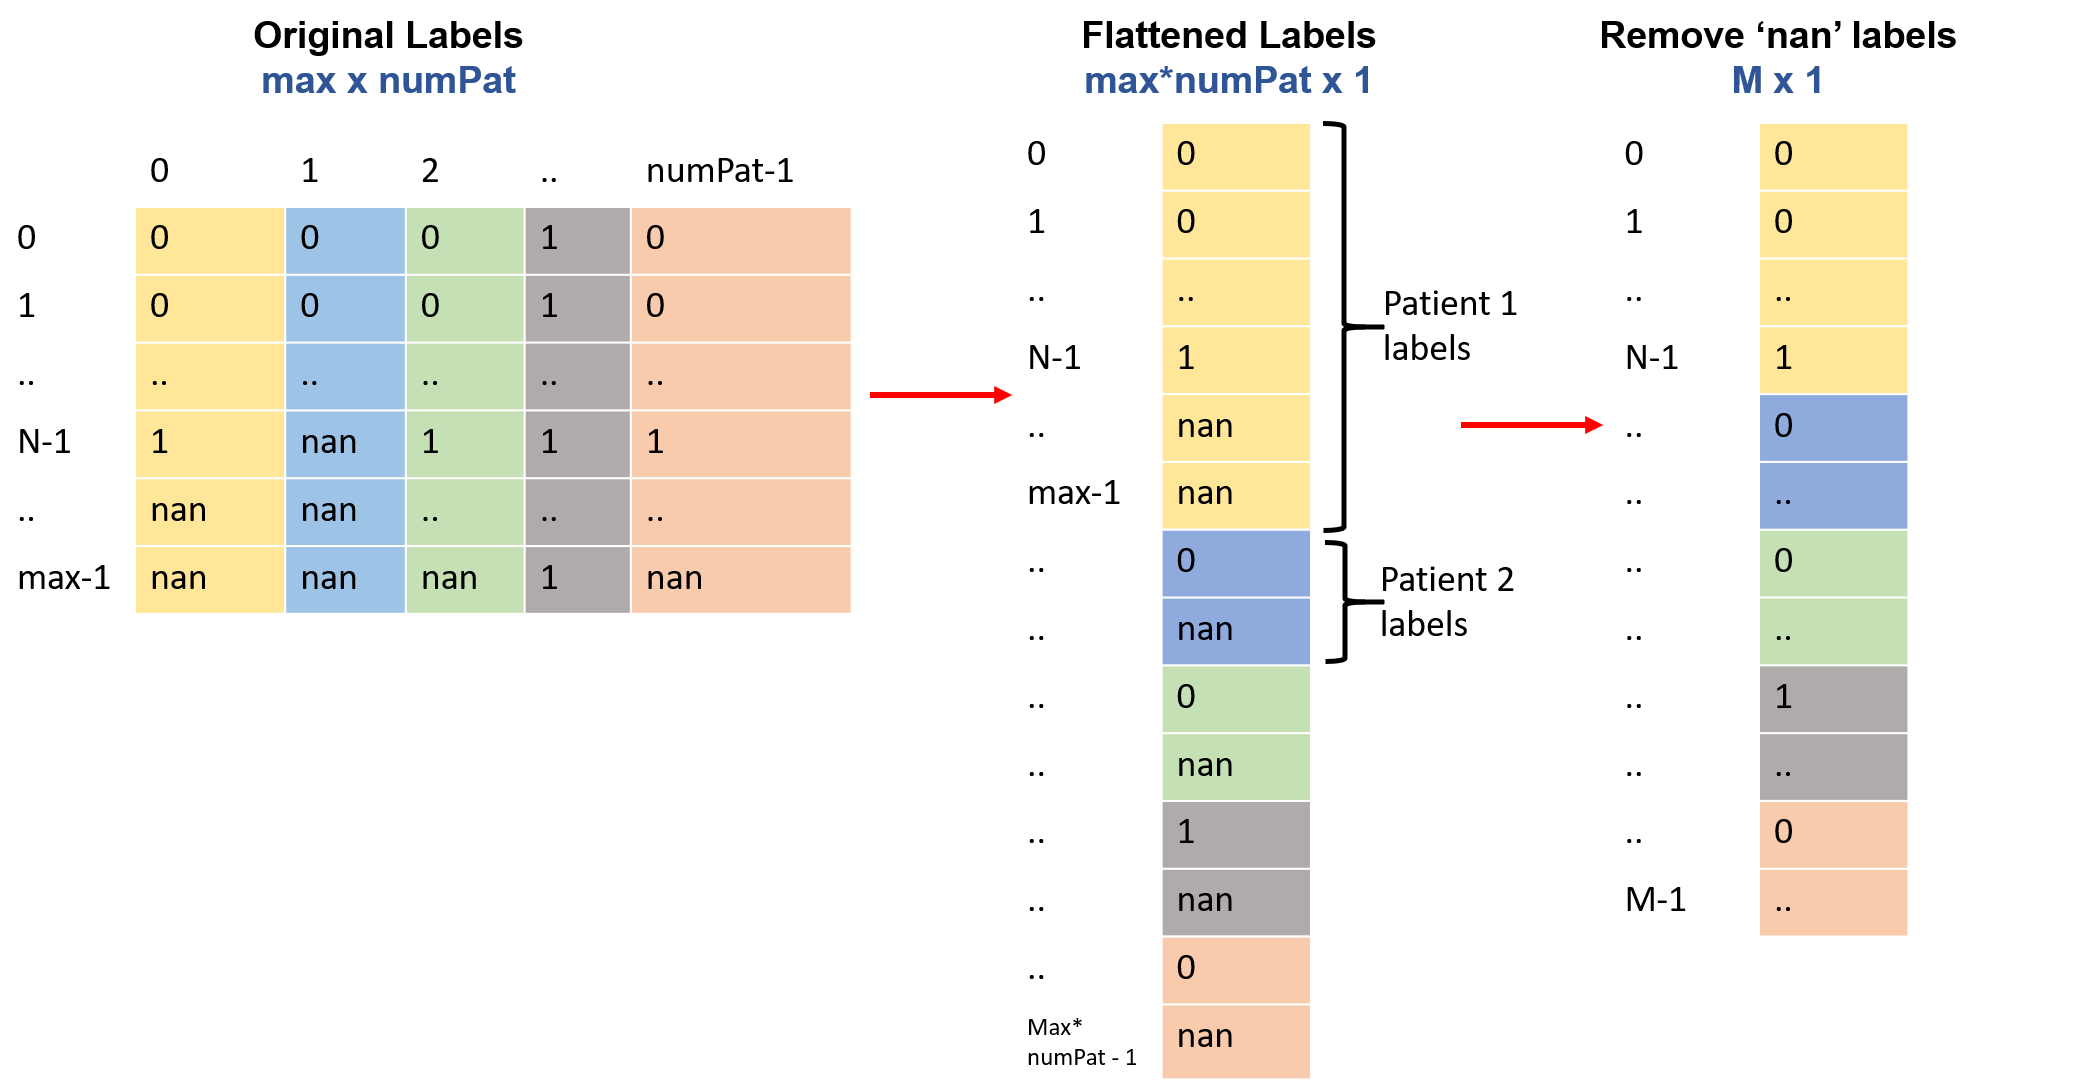 Original Labels
max x numPat
0 1 2 .. numPat-1
0 0 0 0 1 0
1 0 0 0 1 0
.. .. .. .. .. ..
N-1 1 nan 1 1 1
.. nan nan .. .. ..
max-1 nan nan nan 1 nan
Flattened Labels
max*numPat x 1
0 0
1 0
.. ..
N-1 1
.. nan
max-1 nan
.. 0
.. nan
.. 0
.. nan
.. 1
.. nan
.. 0
Max*
numPat - 1
nan
Patient 1
labels
Patient 2
labels
Remove ‘nan’ labels
M x 1
0 0
1 0
.. ..
N-1 1
.. 0
.. ..
.. 0
.. ..
.. 1
.. ..
.. 0
M-1 ..